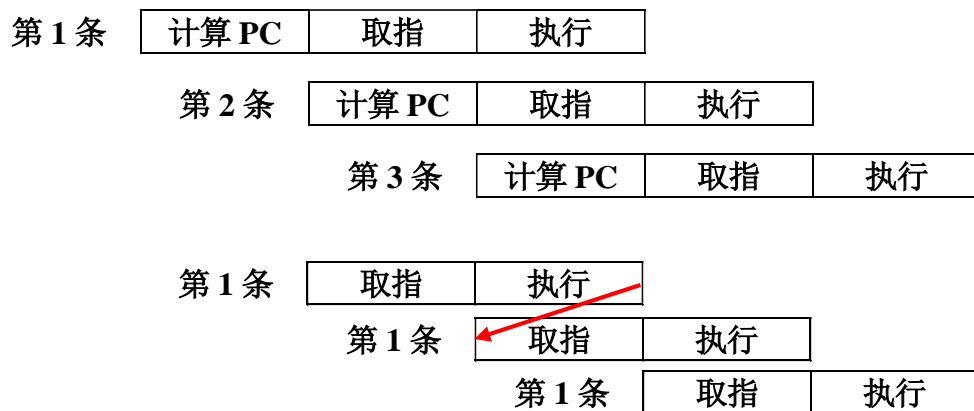 第 1 条 计算 PC 取指 执行
第 2 条 计算 PC 取指 执行
第 3 条 计算 PC 取指 执行
第 1 条 取指 执行
第 1 条 取指 执行
第 1 条 取指 执行